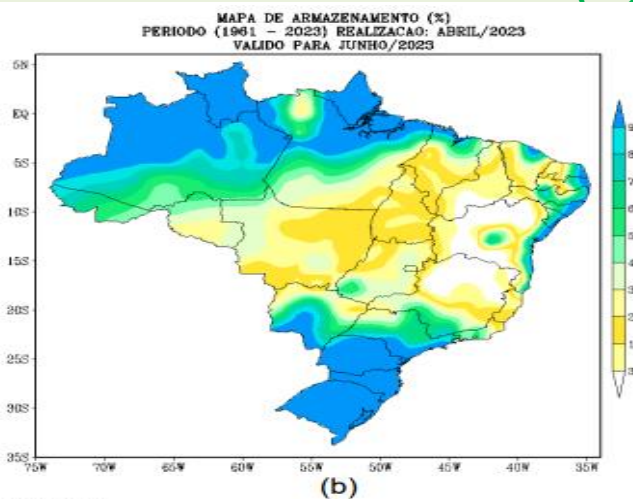 MAPA DE ARMAZENAMENTO (%)
PERIODO (1961 - 2023) REALIZACAO: ABRIL/2023
VALIDO PARA JUNHO/2023
5N
EQ
5S
10S
15S
20S
25S
30S
35S
75W 70W 65W 60W 55W 50W 45W 40W 35W
(b)